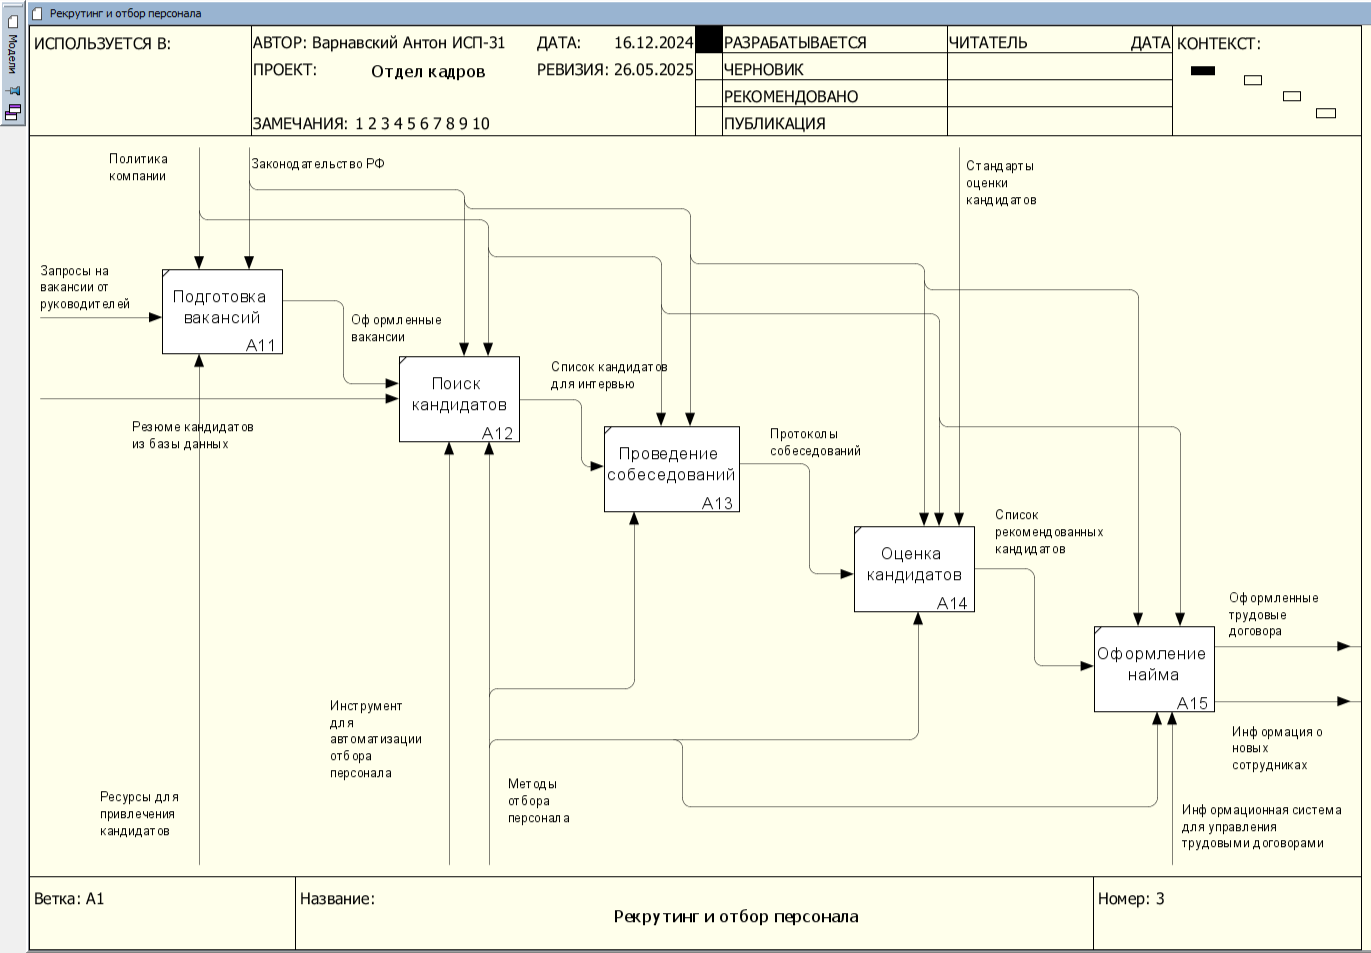 Рекрутинг и отбор персонала
Модели
ИСПОЛЬЗУЕТСЯ В:
АВТОР: Варнавский Антон ИСП-31
ДАТА: 16.12.2024
ПРОЕКТ: Отдел кадров
РЕВИЗИЯ: 26.05.2025
ЗАМЕЧАНИЯ: 1 2 3 4 5 6 7 8 9 10
РАЗРАБАТЫВАЕТСЯ
ЧЕРНОВИК
РЕКОМЕНДОВАНО
ПУБЛИКАЦИЯ
ЧИТАТЕЛЬ
ДАТА
КОНТЕКСТ:
Политика
компании
Законодательство РФ
Стандарты
оценки
кандидатов
Запросы на
вакансии от
руководителей
Подготовка
вакансий
A11
Оформленные
вакансии
Поиск
кандидатов
A12
Список кандидатов
для интервью
Резюме кандидатов
из базы данных
Проведение
собеседований
A13
Протоколы
собеседований
Оценка
кандидатов
A14
Список
рекомендованных
кандидатов
Оформление
найма
A15
Оформленные
трудовые
договора
Информация о
новых
сотрудниках
Инструмент
для
автоматизации
отбора
персонала
Методы
отбора
персонала
Ресурсы для
привлечения
кандидатов
Информационная система
для управления
трудовыми договорами
Ветка: A1
Название:
Рекрутинг и отбор персонала
Номер: 3